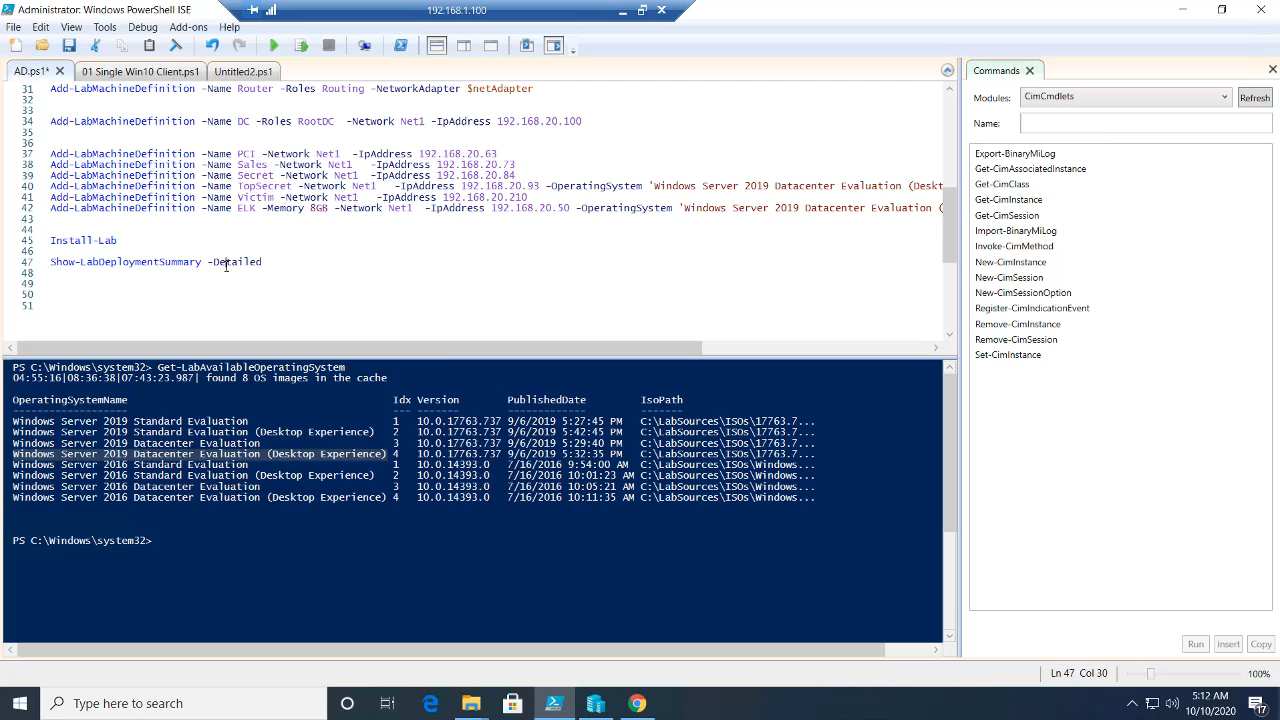 Administrator: Windows PowerShell ISE
192.168.1.100
File Edit View Tools Debug Add-ons Help
AD.ps1* 01 Single Win10 Client.ps1 Untitled2.ps1
31 Add-LabMachineDefinition -Name Router -Roles Routing -NetworkAdapter $netAdapter
32
33
34 Add-LabMachineDefinition -Name DC -Roles RootDC -Network Net1 -IpAddress 192.168.20.100
35
36
37 Add-LabMachineDefinition -Name PCI -Network Net1 -IpAddress 192.168.20.63
38 Add-LabMachineDefinition -Name Sales -Network Net1 -IpAddress 192.168.20.73
39 Add-LabMachineDefinition -Name Secret -Network Net1 -IpAddress 192.168.20.84
40 Add-LabMachineDefinition -Name TopSecret -Network Net1 -IpAddress 192.168.20.93 -OperatingSystem 'Windows Server 2019 Datacenter Evaluation (Deskt
41 Add-LabMachineDefinition -Name Victim -Network Net1 -IpAddress 192.168.20.210
42 Add-LabMachineDefinition -Name ELK -Memory 8GB -Network Net1 -IpAddress 192.168.20.50 -OperatingSystem 'Windows Server 2019 Datacenter Evaluation (
43
44
45 Install-Lab
46
47 Show-LabDeploymentSummary -Detailed
48
49
50
51
PS C:\Windows\system32> Get-LabAvailableOperatingSystem
04:55:16|08:36:38|07:43:23.987| found 8 OS images in the cache
OperatingSystemName Idx Version PublishedDate IsoPath
------------------- --- ------- ------------- -------
Windows Server 2019 Standard Evaluation 1 10.0.17763.737 9/6/2019 5:27:45 PM C:\LabSources\ISOs\17763.7...
Windows Server 2019 Standard Evaluation (Desktop Experience) 2 10.0.17763.737 9/6/2019 5:42:45 PM C:\LabSources\ISOs\17763.7...
Windows Server 2019 Datacenter Evaluation 3 10.0.17763.737 9/6/2019 5:29:40 PM C:\LabSources\ISOs\17763.7...
Windows Server 2019 Datacenter Evaluation (Desktop Experience) 4 10.0.17763.737 9/6/2019 5:32:35 PM C:\LabSources\ISOs\17763.7...
Windows Server 2016 Standard Evaluation 1 10.0.14393.0 7/16/2016 9:54:00 AM C:\LabSources\ISOs\Windows...
Windows Server 2016 Standard Evaluation (Desktop Experience) 2 10.0.14393.0 7/16/2016 10:01:23 AM C:\LabSources\ISOs\Windows...
Windows Server 2016 Datacenter Evaluation 3 10.0.14393.0 7/16/2016 10:05:21 AM C:\LabSources\ISOs\Windows...
Windows Server 2016 Datacenter Evaluation (Desktop Experience) 4 10.0.14393.0 7/16/2016 10:11:35 AM C:\LabSources\ISOs\Windows...
PS C:\Windows\system32>
Commands
Modules: CimCmdlets Refresh
Name:
Export-BinaryMiLog
Get-CimAssociatedInstance
Get-CimClass
Get-CimInstance
Get-CimSession
Import-BinaryMiLog
Invoke-CimMethod
New-CimInstance
New-CimSession
New-CimSessionOption
Register-CimIndicationEvent
Remove-CimInstance
Remove-CimSession
Set-CimInstance
Run Insert Copy
Ln 47 Col 30 100%
Type here to search
5:12 AM
10/10/2020
17